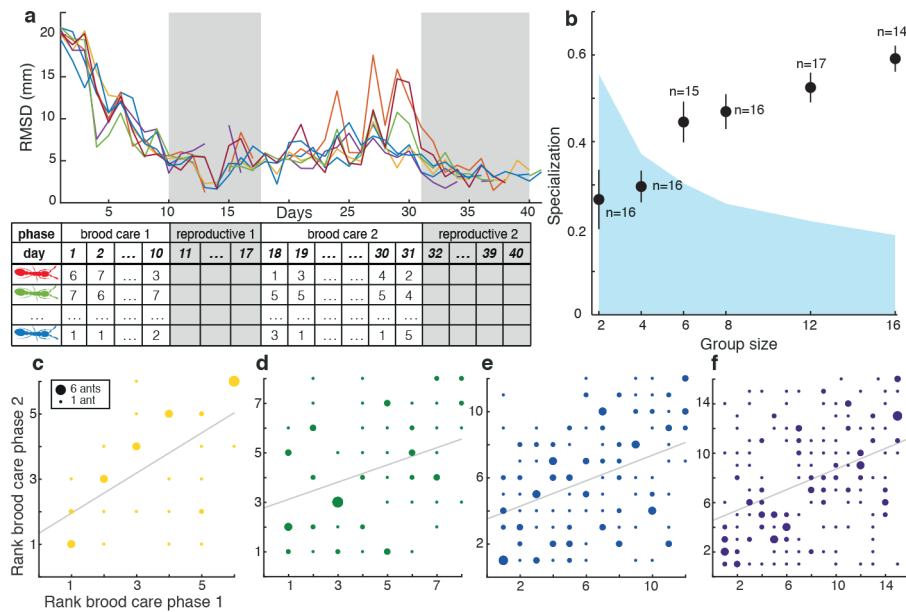 a
20
15
10
5
0
RMSD (mm)
5
10
15
20
25
30
35
40
Days
phase brood care 1 reproductive 1 brood care 2 reproductive 2
day 1 2 ... 10 11 ... 17 18 19 ... 30 31 32 ... 39 40
6 7 ... 3 1 3 ... 4 2
7 6 ... 7 5 5 ... 5 4
... ... ... ... ... ... ... ... ... ...
1 1 ... 2 3 1 ... 1 5
b
0.6
0.4
0.2
0
Specialization
n=16
n=16
n=15
n=16
n=17
n=14
2 4 6 8 12 16
Group size
c
6 ants
1 ant
5
3
1
Rank brood care phase 2
1 3 5
Rank brood care phase 1
d
7
5
3
1
1 3 5 7
e
10
6
2
2 6 10
f
14
10
6
2
2 6 10 14